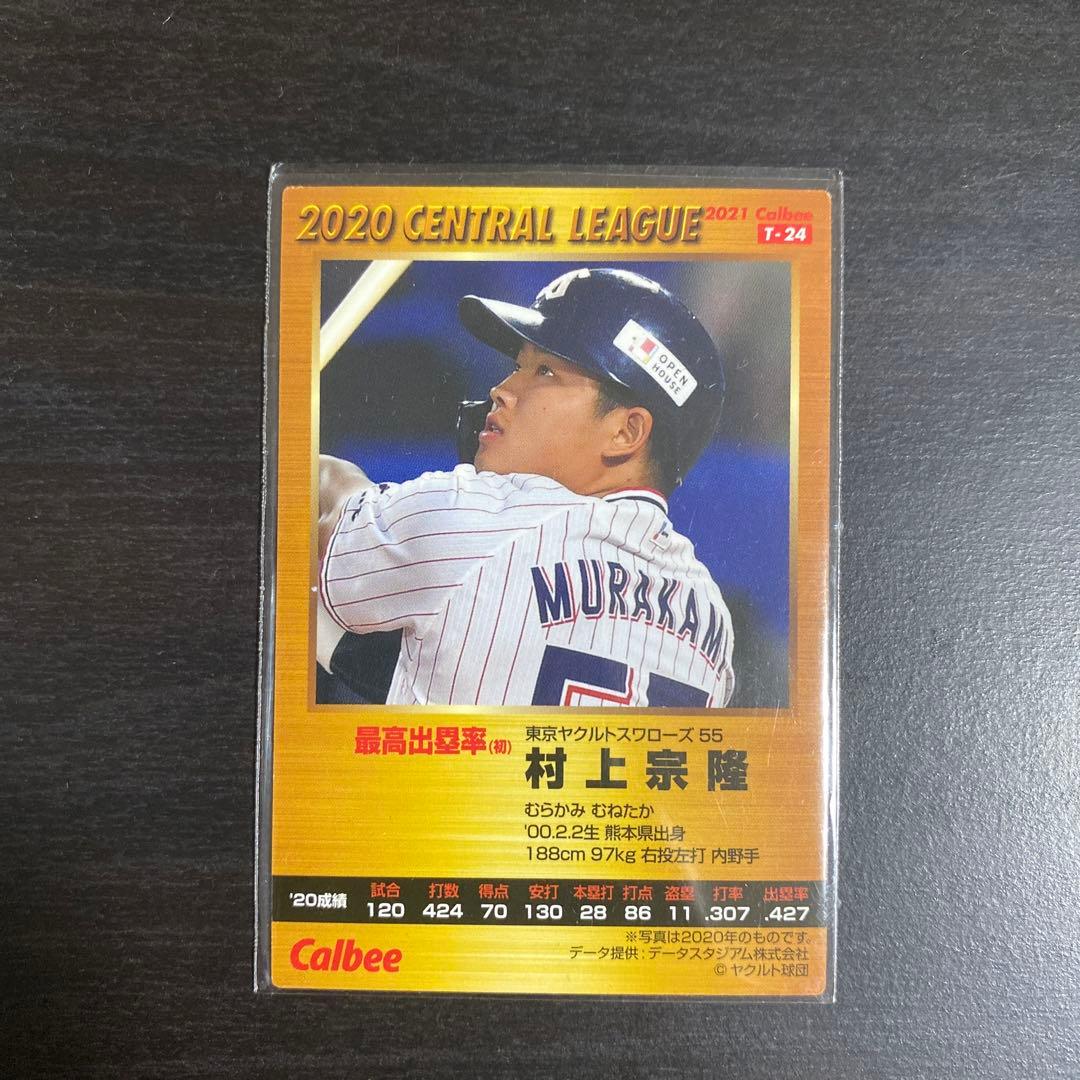 2020 CENTRAL LEAGUE
2021 Calbee
T-24
OPEN
HOUSE
MURAKAMI
55
最高出塁率(初)
東京ヤクルトスワローズ 55
村上宗隆
むらかみ むねたか
'00.2.2生 熊本県出身
188cm 97kg 右投左打 内野手
'20成績 試合 打数 得点 安打 本塁打 打点 盗塁 打率 出塁率
120 424 70 130 28 86 11 .307 .427
※写真は2020年のものです。
データ提供:データスタジアム株式会社
© ヤクルト球団
Calbee